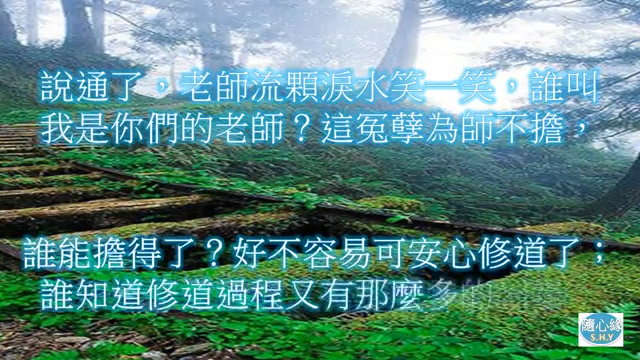 說通了，老師流顆淚水笑一笑，誰叫
我是你們的老師？這冤孽為師不擔，
誰能擔得了？好不容易可安心修道了；
誰知道修道過程又有那麼多的
隨心緣
S.H.Y